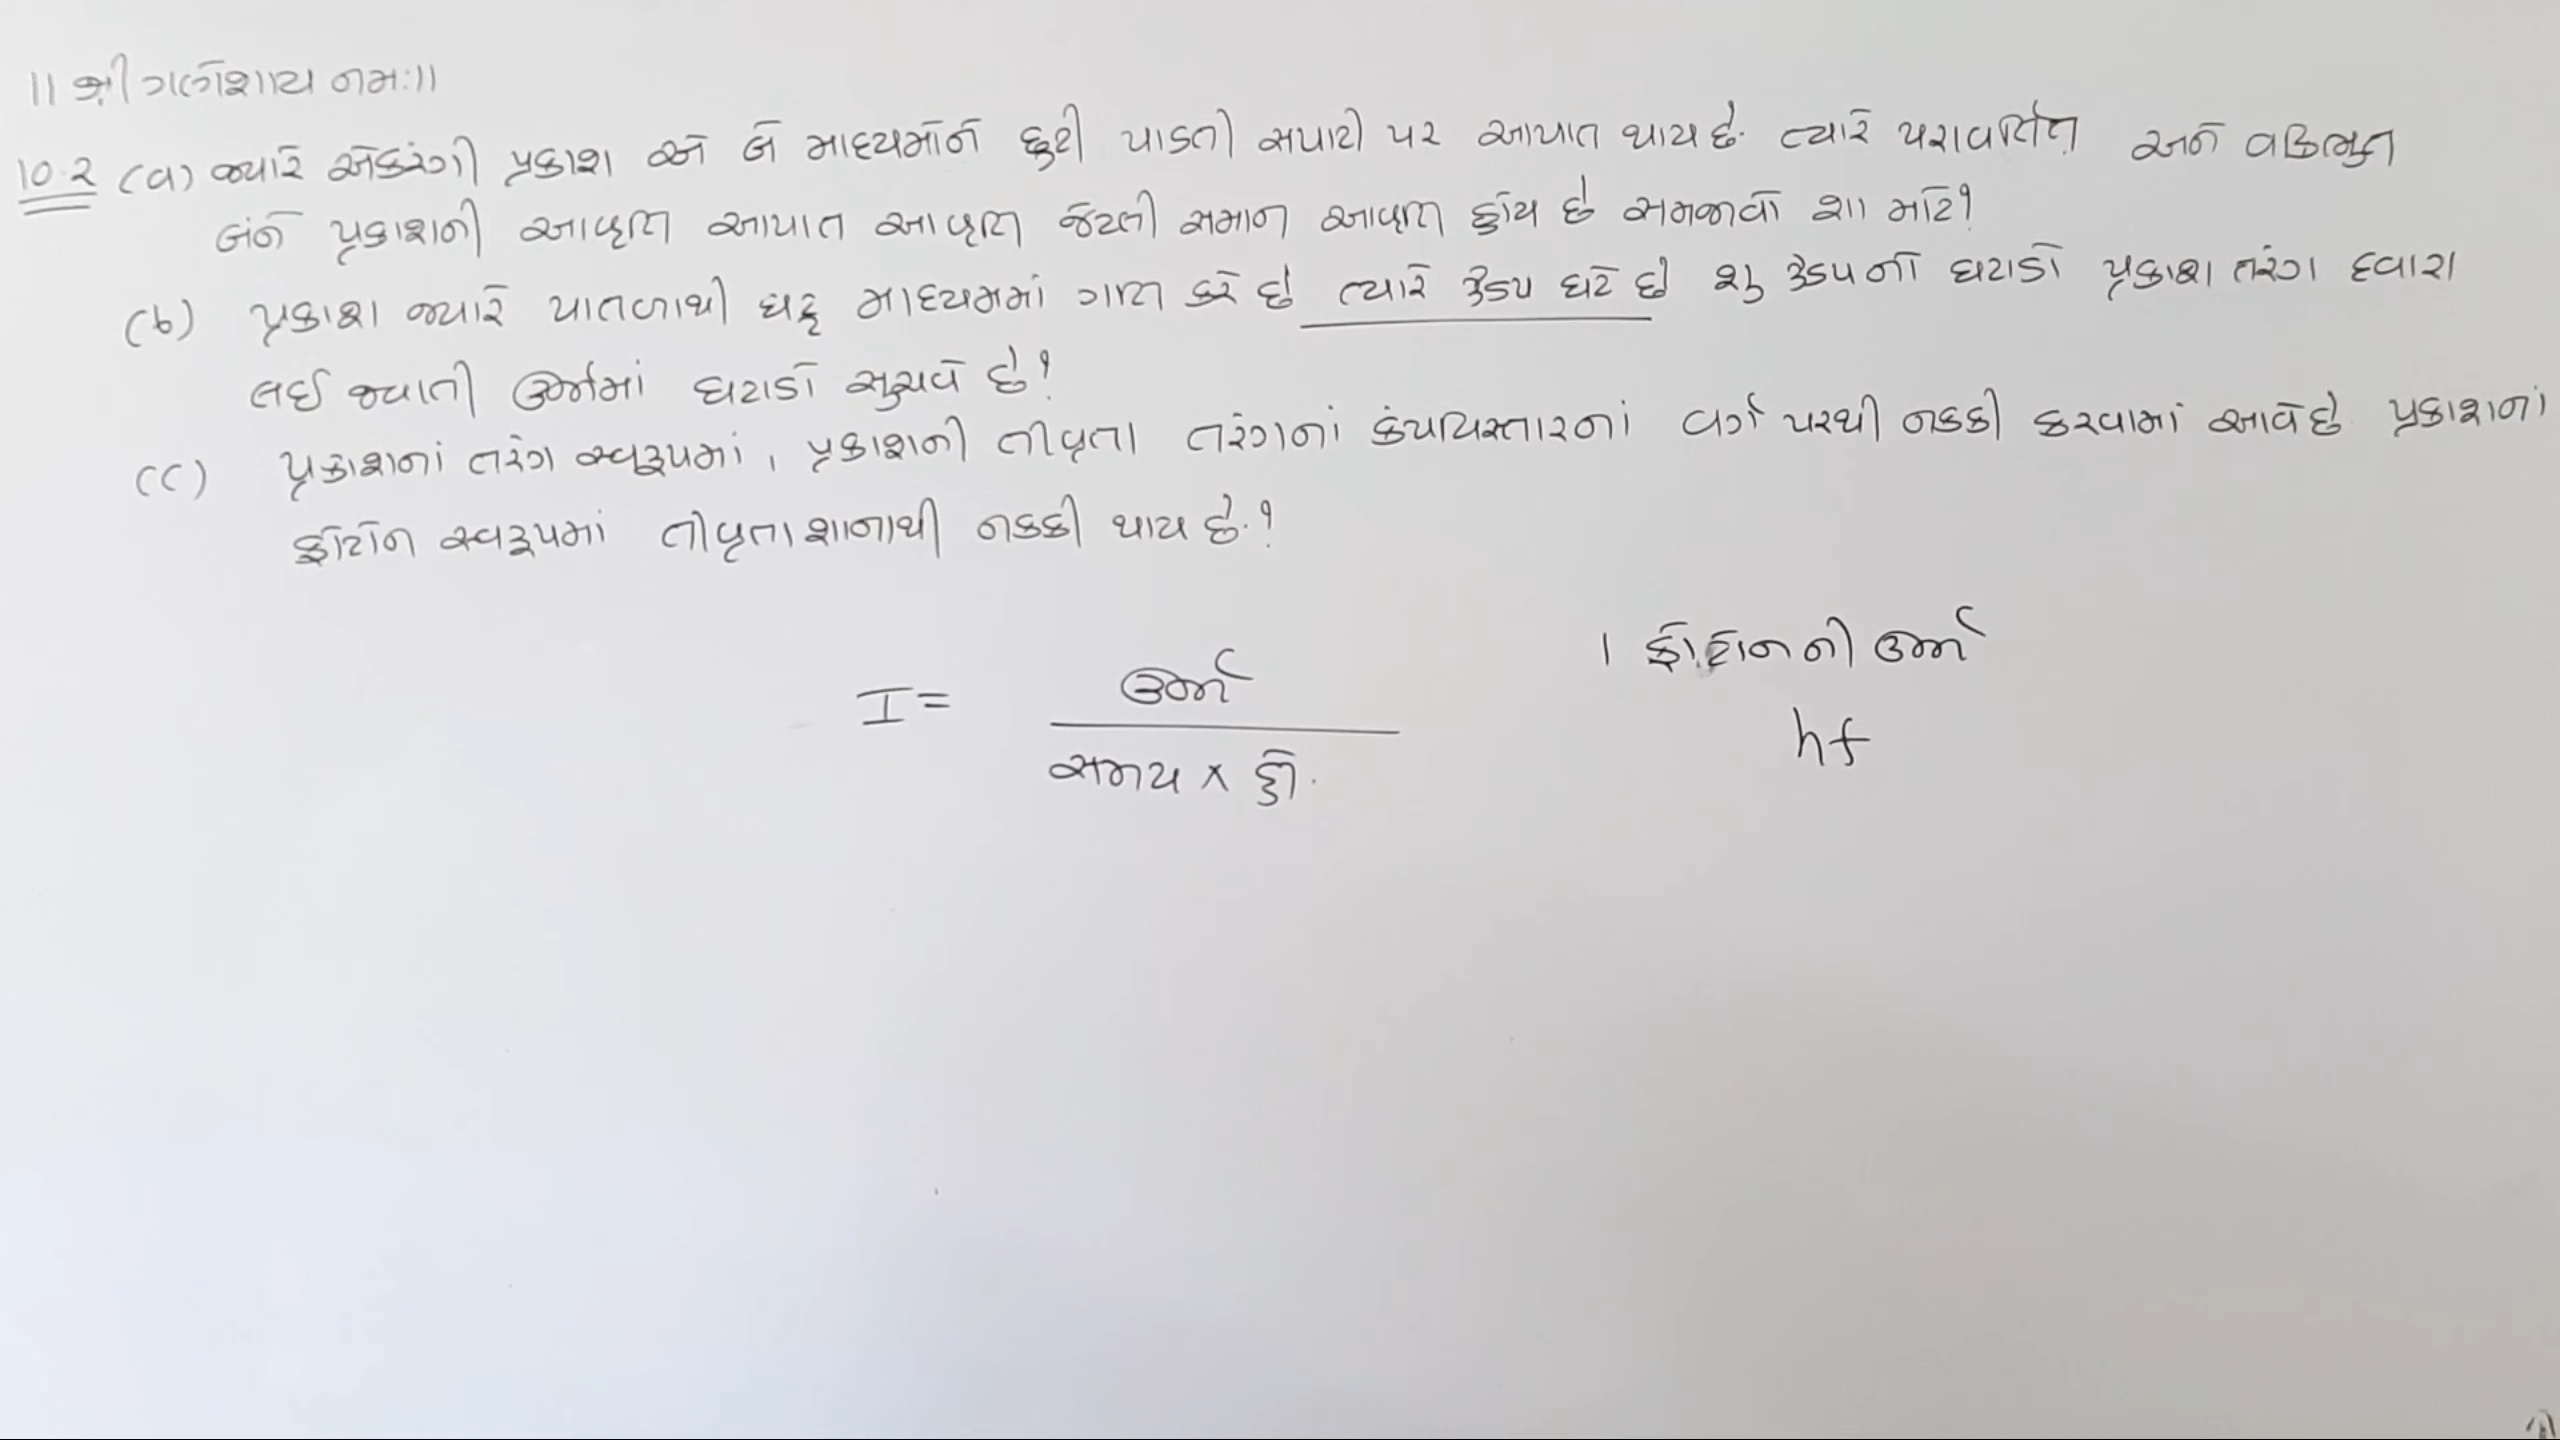 ॥ શ્રી ગણેશાય નમઃ॥
10.2 (a) જ્યારે એકરંગી પ્રકાશ એ બે માધ્યમોને છુટી પાડતી સપાટી પર આપાત થાય છે. ત્યારે પરાવર્તિત અને વક્રિભુત
બંને પ્રકાશની આવૃતિ આપાત આવૃતિ જેટલી સમાન આવૃતિ હોય છે સમજાવો શા માટે?
(b) પ્રકાશ જ્યારે પાતળાથી ઘટ્ટ માધ્યમમાં ગતિ કરે છે ત્યારે ઝડપ ઘટે છે શુ ઝડપનો ઘટાડો પ્રકાશ તરંગ દ્વારા
લઈ જવાતી ઊર્જામાં ઘટાડો સુચવે છે?
(c) પ્રકાશનાં તરંગ સ્વરૂપમાં, પ્રકાશની તીવ્રતા તરંગનાં કંપવિસ્તારનાં વર્ગ પરથી નક્કી કરવામાં આવે છે. પ્રકાશનાં
ફોટોન સ્વરૂપમાં તીવ્રતા શાનાથી નક્કી થાય છે.?
1 ફોટોનની ઊર્જા
I = ઊર્જા
hf
સમય x ક્ષે.